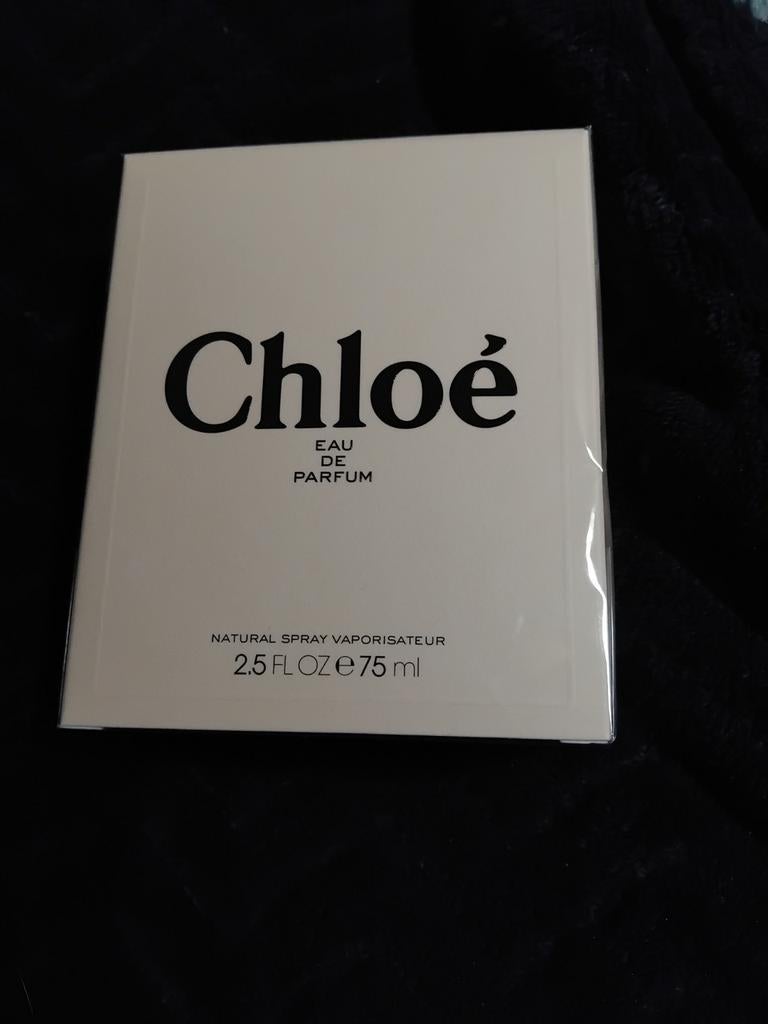 Chloé
EAU
DE
PARFUM
NATURAL SPRAY VAPORISATEUR
2.5 FL OZ ℮ 75 ml